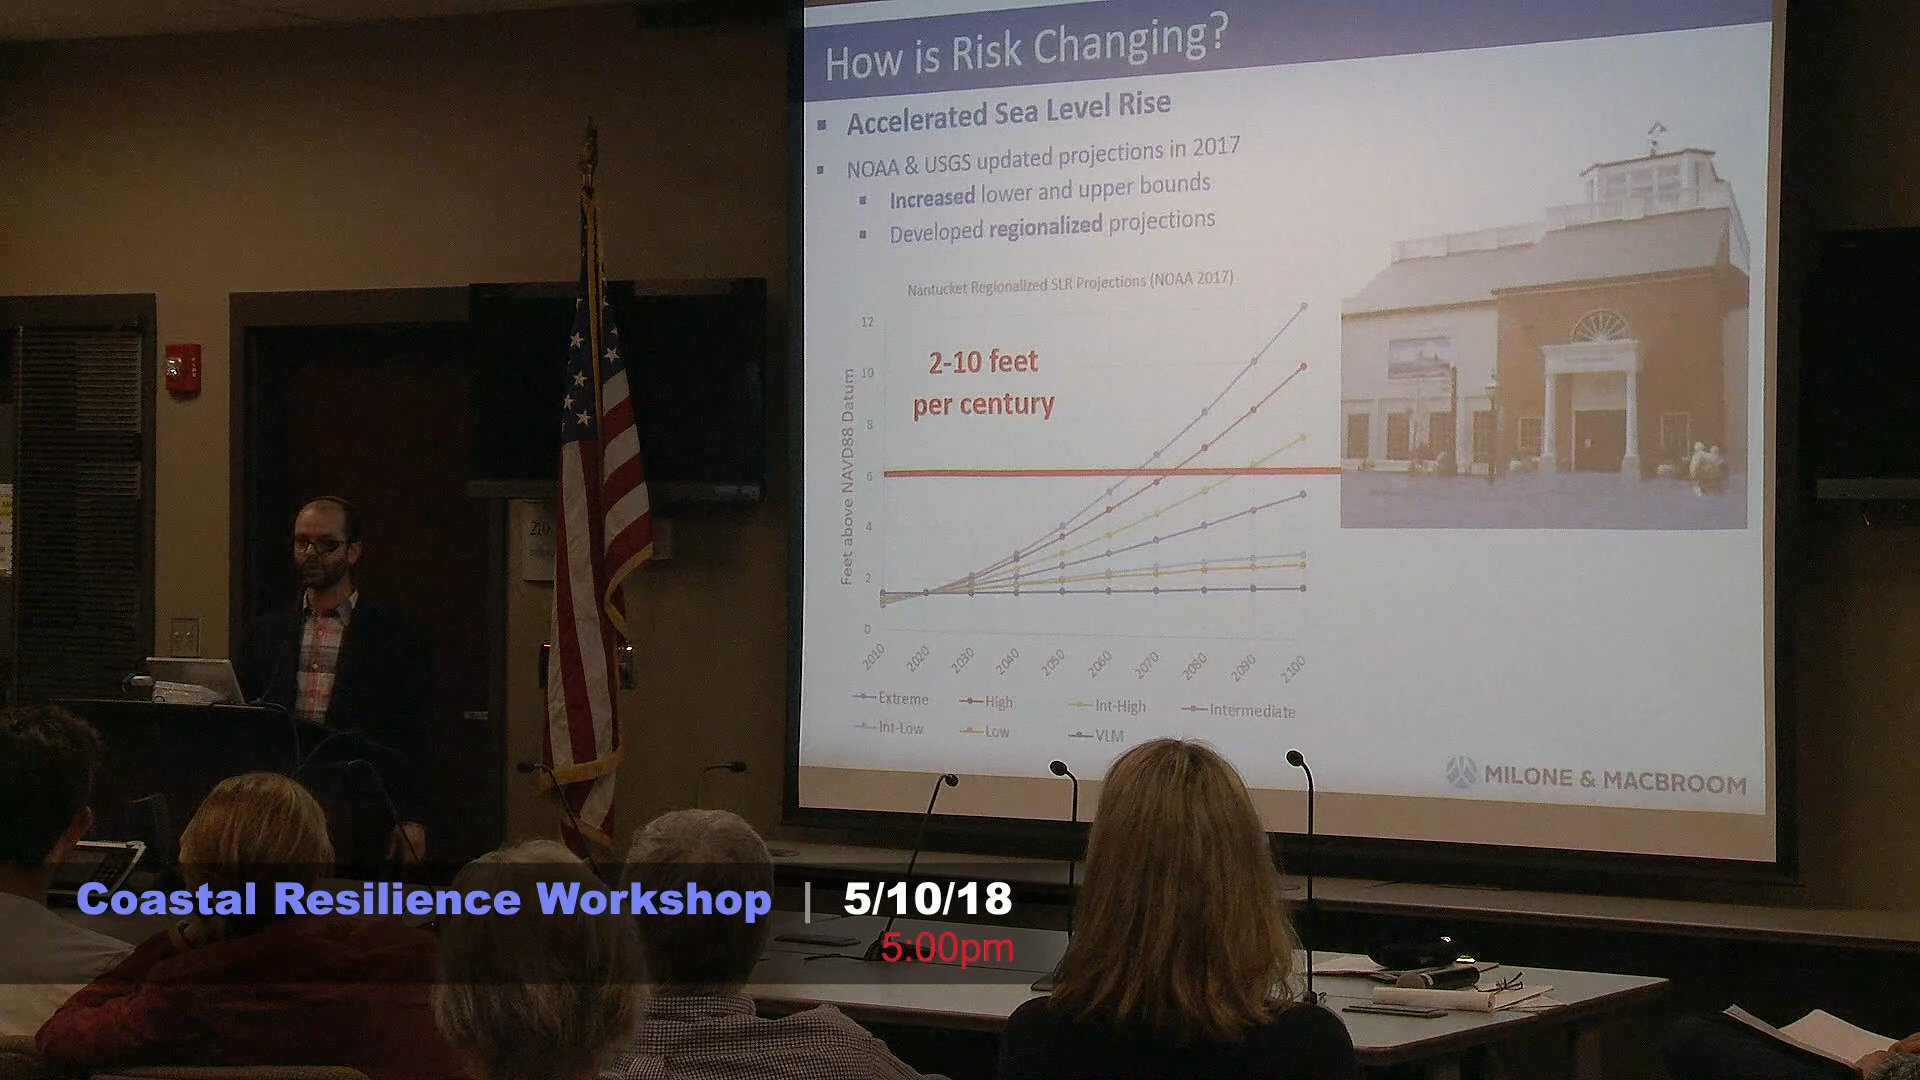 How is Risk Changing?
Accelerated Sea Level Rise
NOAA & USGS updated projections in 2017
Increased lower and upper bounds
Developed regionalized projections
Nantucket Regionalized SLR Projections (NOAA 2017)
2-10 feet
per century
Feet above NAVD88 Datum
12
10
8
6
4
2
0
2010 2020 2030 2040 2050 2060 2070 2080 2090 2100
Extreme High Int-High Intermediate
Int-Low Low VLM
MILONE & MACBROOM
210
Coastal Resilience Workshop | 5/10/18
5:00pm